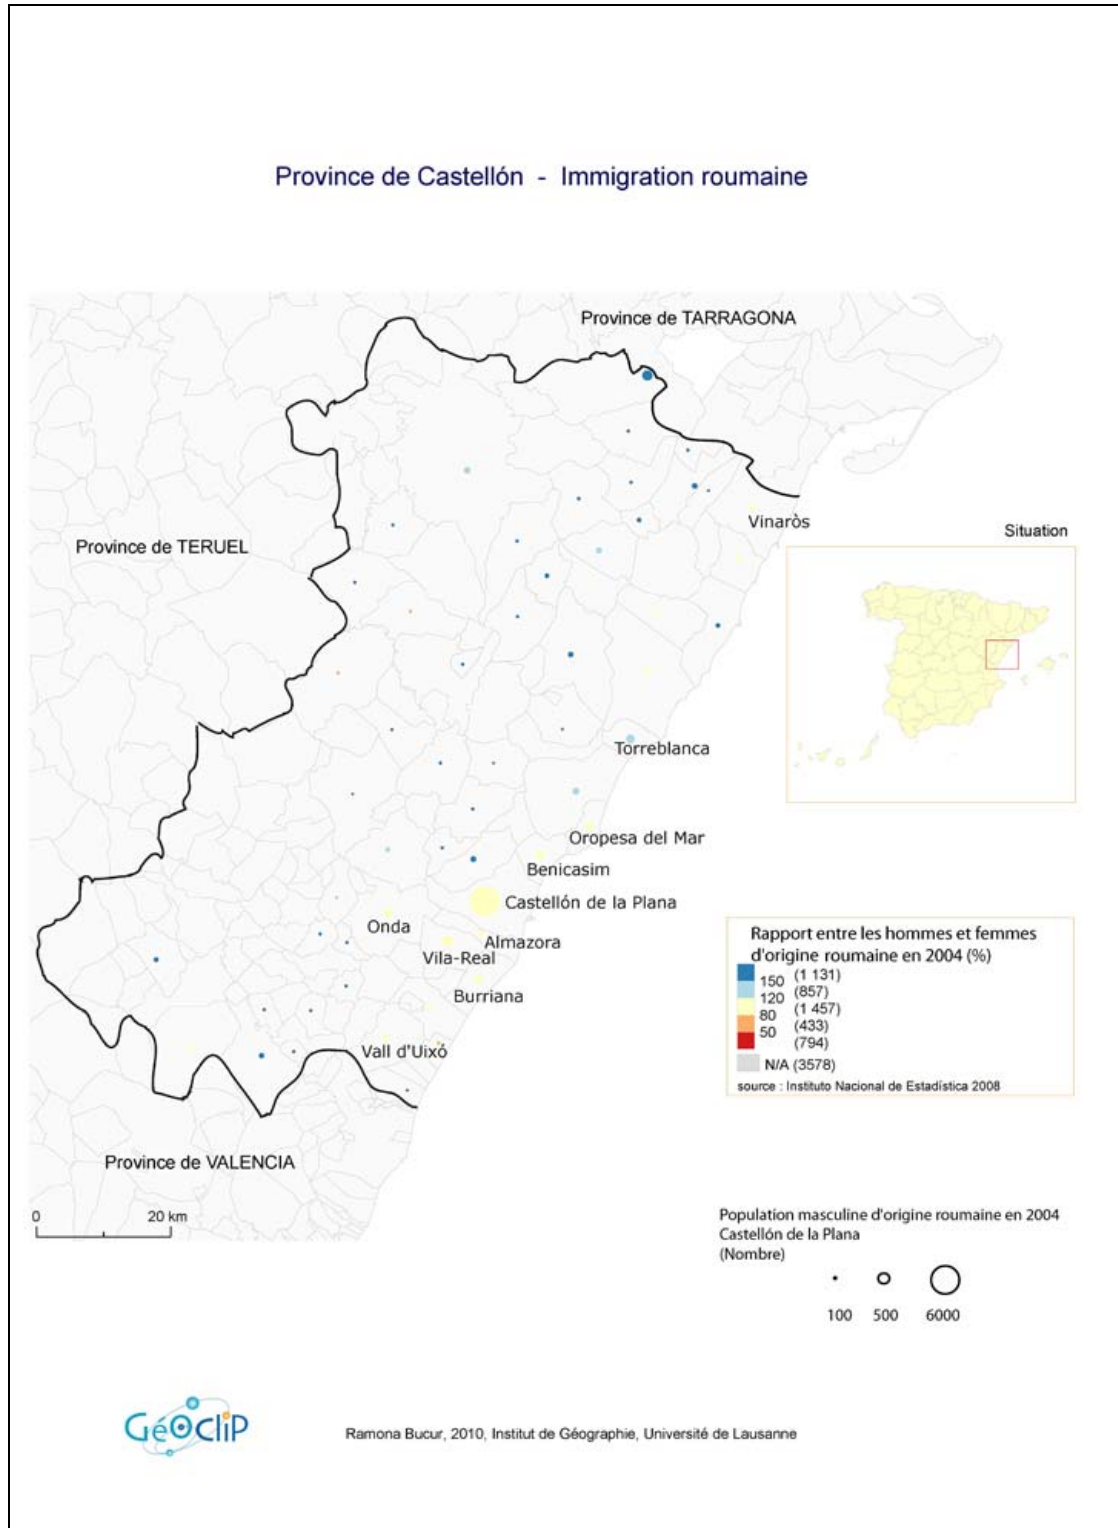 Province de Castellón - Immigration roumaine
Province de TARRAGONA
Vinaròs
Situation
Province de TERUEL
Torreblanca
Oropesa del Mar
Benicasim
Castellón de la Plana
Onda
Almazora
Vila-Real
Burriana
Vall d'Uixó
Rapport entre les hommes et femmes
d'origine roumaine en 2004 (%)
150 (1 131)
120 (857)
80 (1 457)
50 (433)
(794)
N/A (3578)
source : Instituto Nacional de Estadística 2008
Province de VALENCIA
0 20 km
Population masculine d'origine roumaine en 2004
Castellón de la Plana
(Nombre)
100 500 6000
GéOclip
Ramona Bucur, 2010, Institut de Géographie, Université de Lausanne